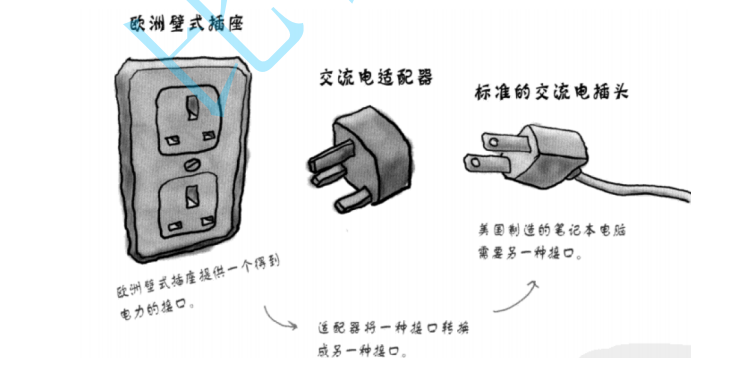 欧洲壁式插座
交流电适配器
标准的交流电插头
美国制造的笔记本电脑
需要另一种接口。
欧洲壁式插座提供一个得到
电力的接口。
适配器将一种接口转换
成另一种接口。